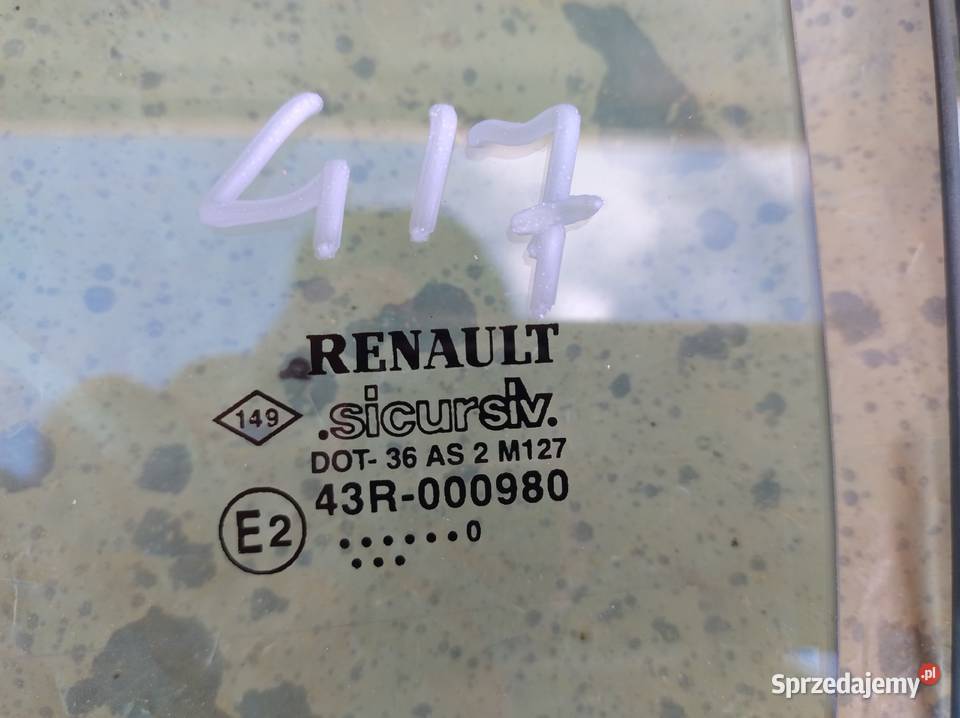 417
RENAULT
149
.sicursiv.
DOT- 36 AS 2 M127
E2
43R-000980
......0
...
Sprzedajemy.pl